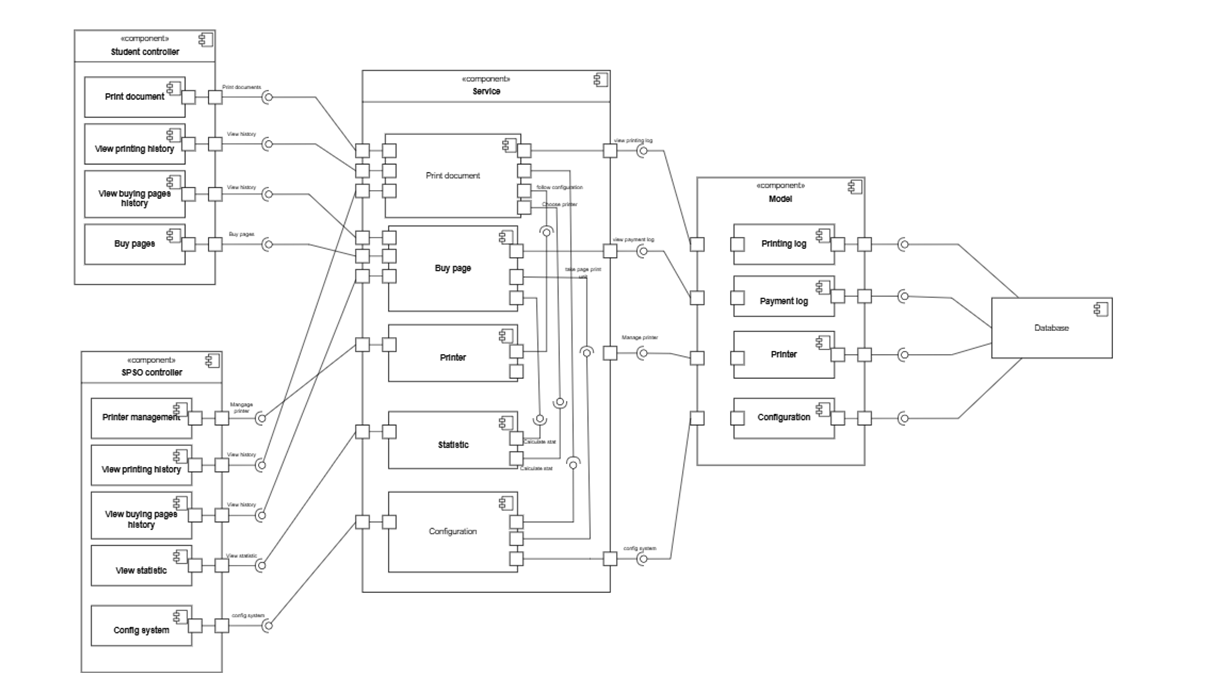 «component»
Student controller
Print document
View printing history
View buying pages
history
Buy pages
Print documents
View history
View history
Buy pages
«component»
SPSO controller
Printer management
View printing history
View buying pages
history
View statistic
Config system
Mangage
printer
View history
View history
View statistic
config system
«component»
Service
Print document
Buy page
Printer
Statistic
Configuration
follow configuration
Choose printer
take page print
unit
Calculate stat
Calculate stat
view printing log
view payment log
Manage printer
config system
«component»
Model
Printing log
Payment log
Printer
Configuration
Database